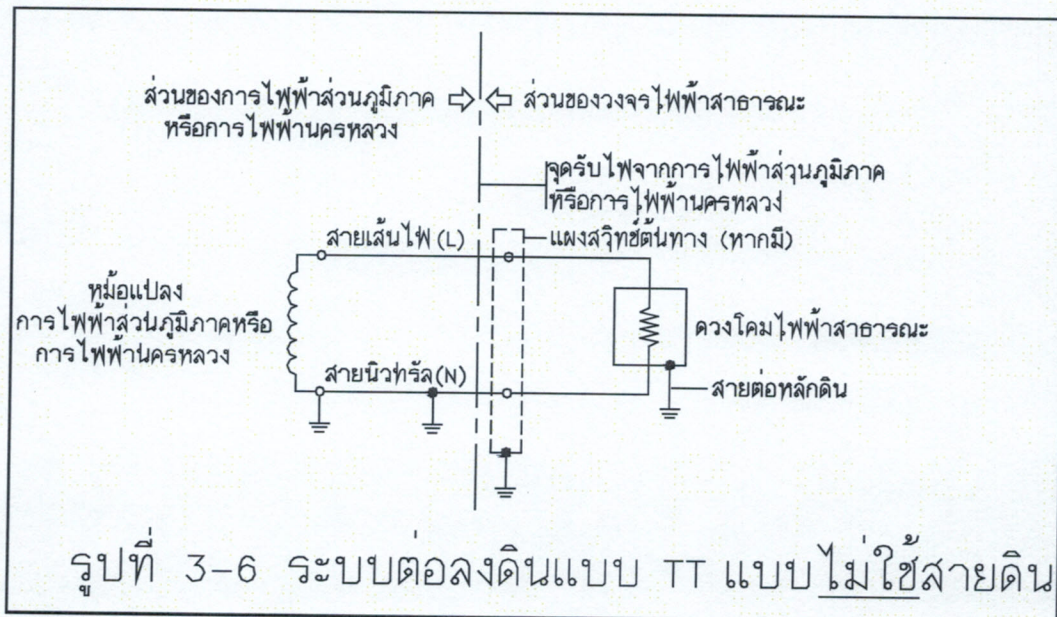 ส่วนของการไฟฟ้าส่วนภูมิภาค
หรือการไฟฟ้านครหลวง
ส่วนของวงจรไฟฟ้าสาธารณะ
จุดรับไฟจากการไฟฟ้าส่วนภูมิภาค
หรือการไฟฟ้านครหลวง
แผงสวิทช์ต้นทาง (หากมี)
สายเส้นไฟ (L)
หม้อแปลง
การไฟฟ้าส่วนภูมิภาคหรือ
การไฟฟ้านครหลวง
ดวงโคมไฟฟ้าสาธารณะ
สายนิวทรัล(N)
สายต่อหลักดิน
รูปที่ 3-6 ระบบต่อลงดินแบบ TT แบบไม่ใช้สายดิน